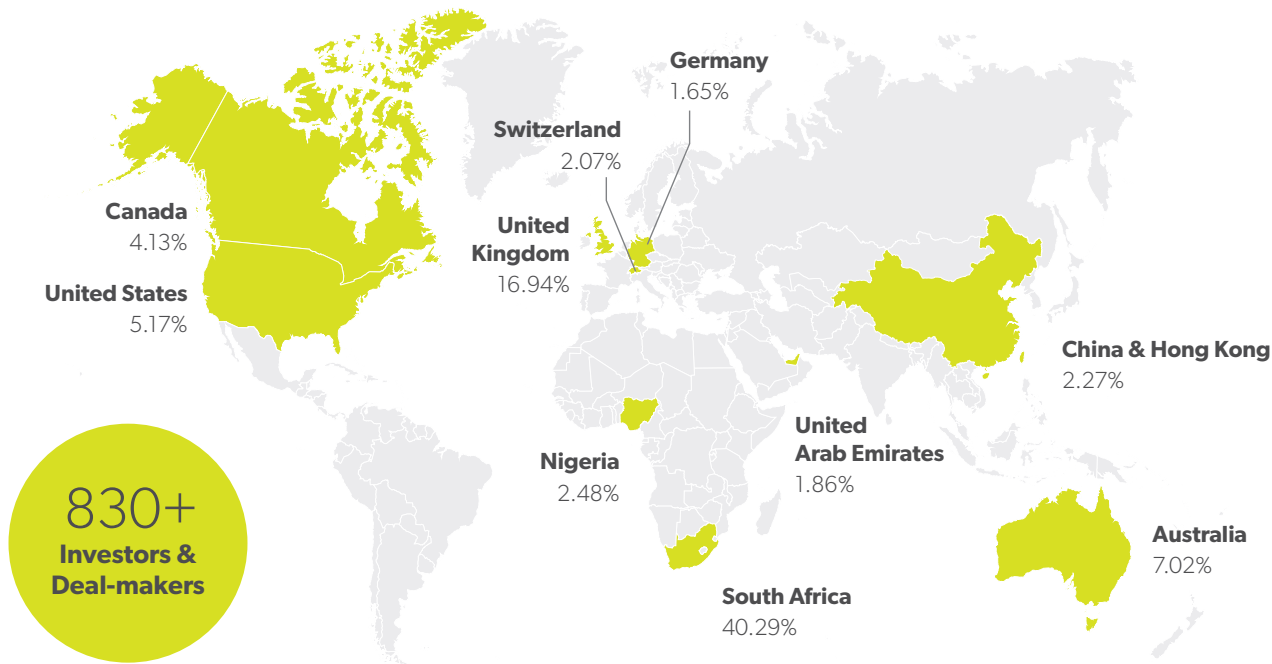 Germany
1.65%
Switzerland
2.07%
Canada
4.13%
United
Kingdom
16.94%
United States
5.17%
China & Hong Kong
2.27%
United
Arab Emirates
1.86%
Nigeria
2.48%
830+
Investors &
Deal-makers
Australia
7.02%
South Africa
40.29%